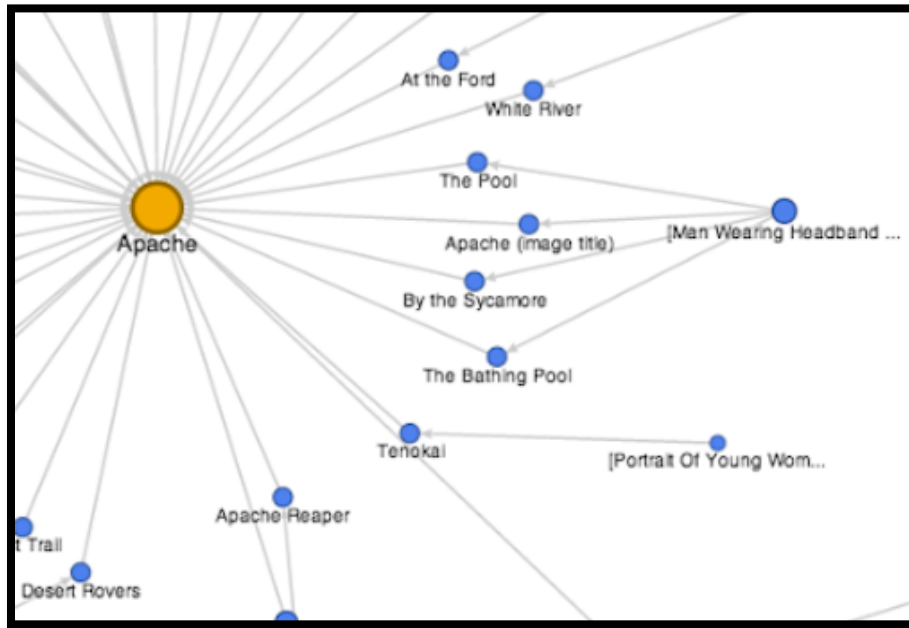 At the Ford
White River
The Pool
Apache
Apache (image title)
[Man Wearing Headband ...
By the Sycamore
The Bathing Pool
Tenokai
[Portrait Of Young Wom...
Apache Reaper
t Trail
Desert Rovers